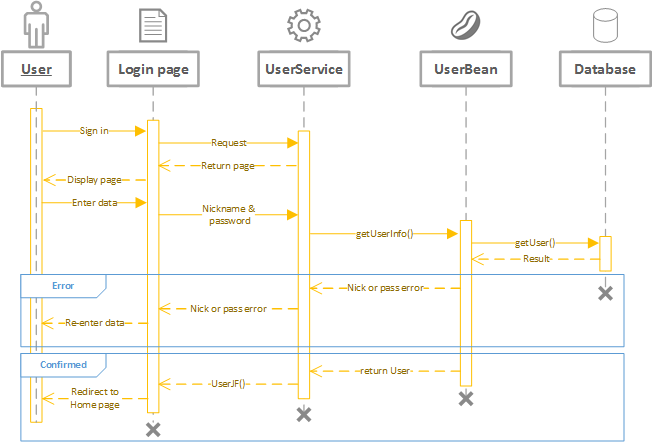 User
Login page
UserService
UserBean
Database
Sign in
Request
Return page
Display page
Enter data
Nickname &
password
getUserInfo()
getUser()
Result
Error
Nick or pass error
Nick or pass error
Re-enter data
Confirmed
return User
UserJF()
Redirect to
Home page